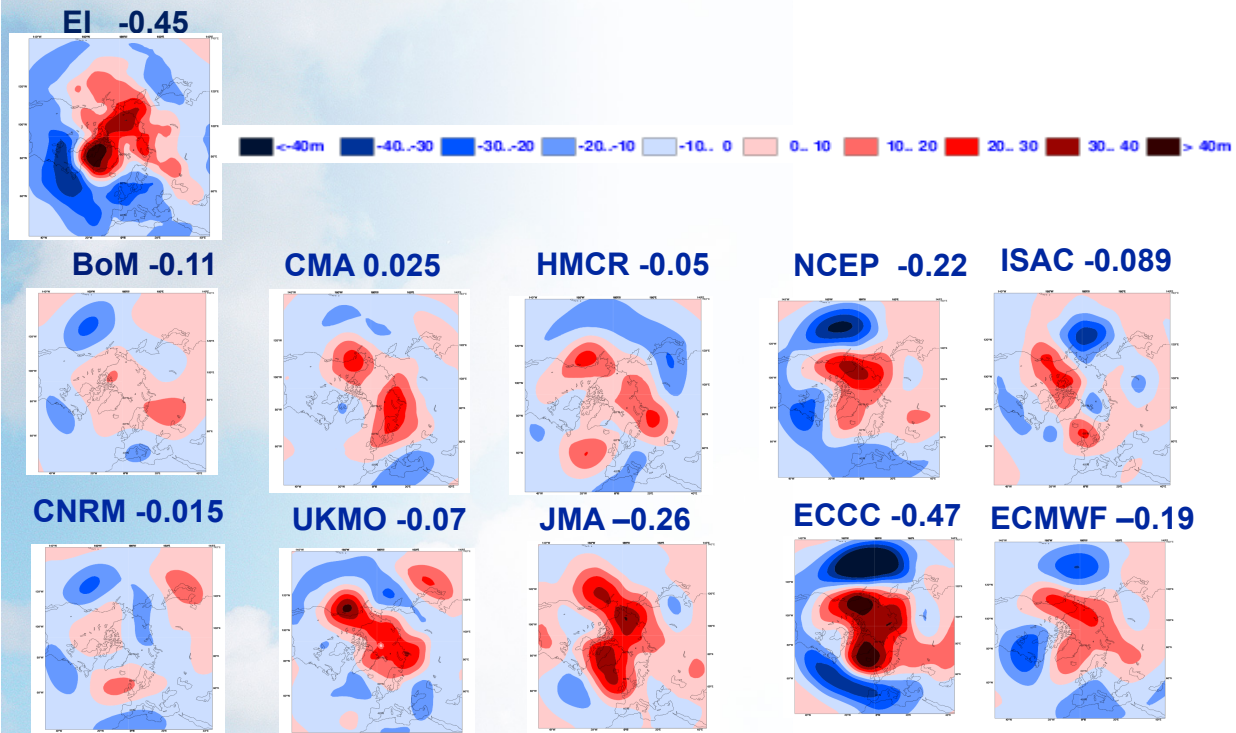 EI -0.45
<-40m -40..-30 -30..-20 -20..-10 -10.. 0 0.. 10 10.. 20 20.. 30 30.. 40 > 40m
BoM -0.11 CMA 0.025 HMCR -0.05 NCEP -0.22 ISAC -0.089
CNRM -0.015 UKMO -0.07 JMA –0.26 ECCC -0.47 ECMWF –0.19